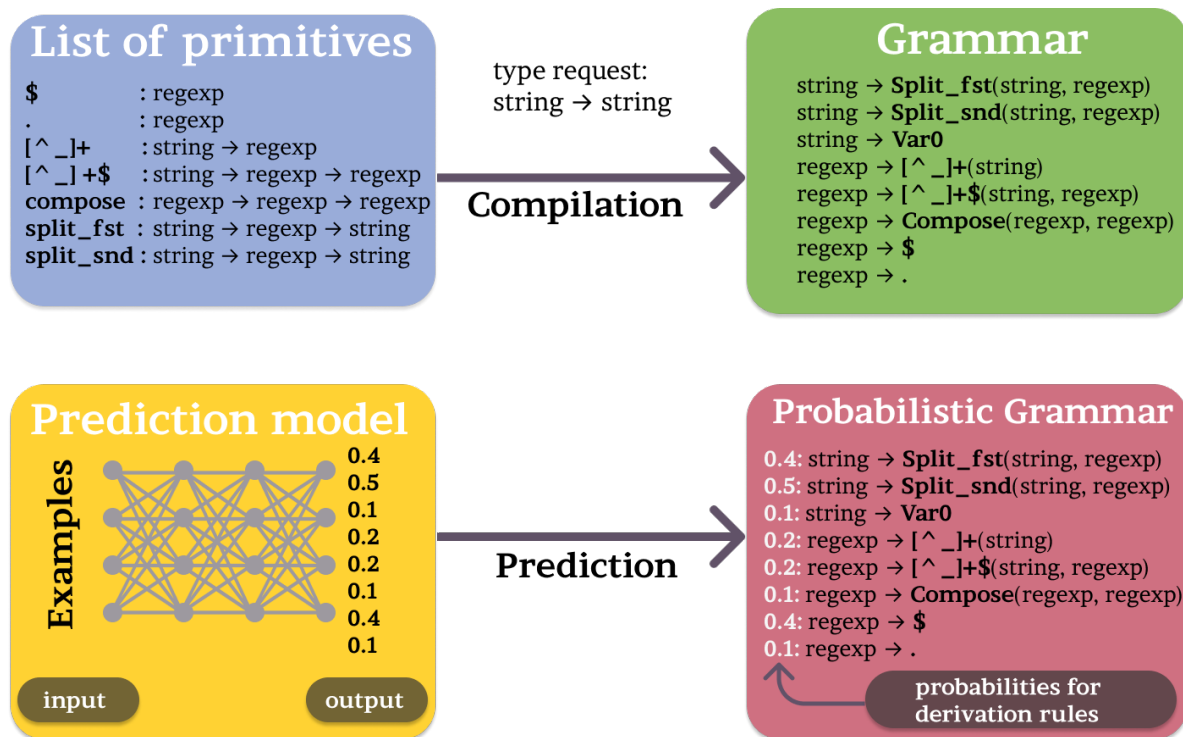 List of primitives
$ : regexp
. : regexp
[^ _]+ : string → regexp
[^ _] +$ : string → regexp → regexp
compose : regexp → regexp → regexp
split_fst : string → regexp → string
split_snd : string → regexp → string
type request:
string → string
Compilation
Grammar
string → Split_fst(string, regexp)
string → Split_snd(string, regexp)
string → Var0
regexp → [^ _]+(string)
regexp → [^ _]+$(string, regexp)
regexp → Compose(regexp, regexp)
regexp → $
regexp → .
Prediction model
Examples
0.4
0.5
0.1
0.2
0.2
0.1
0.4
0.1
input
output
Prediction
Probabilistic Grammar
0.4: string → Split_fst(string, regexp)
0.5: string → Split_snd(string, regexp)
0.1: string → Var0
0.2: regexp → [^ _]+(string)
0.2: regexp → [^ _]+$(string, regexp)
0.1: regexp → Compose(regexp, regexp)
0.4: regexp → $
0.1: regexp → .
probabilities for
derivation rules